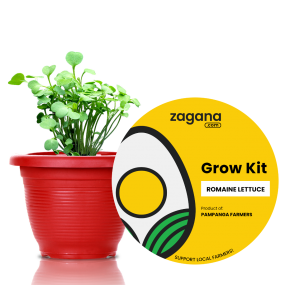 zagana
.com
Grow Kit
ROMAINE LETTUCE
Product of:
PAMPANGA FARMERS
SUPPORT LOCAL FARMERS!